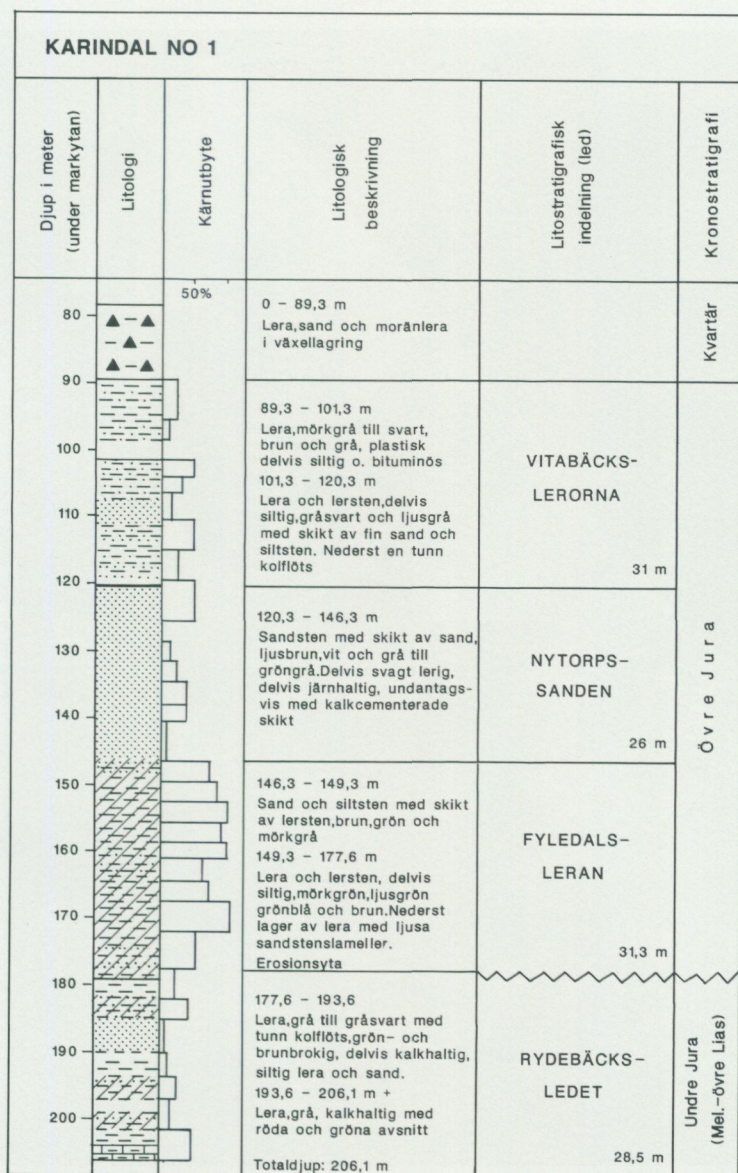 KARINDAL NO 1
Djup i meter
(under markytan)
Litologi
Kärnutbyte
Litologisk
beskrivning
Litostratigrafisk
indelning (led)
Kronostratigrafi
50%
80
90
100
110
120
130
140
150
160
170
180
190
200
0 – 89,3 m
Lera,sand och moränlera
i växellagring
89,3 – 101,3 m
Lera,mörkgrå till svart,
brun och grå, plastisk
delvis siltig o. bituminös
101,3 – 120,3 m
Lera och lersten,delvis
siltig,gråsvart och ljusgrå
med skikt av fin sand och
siltsten. Nederst en tunn
kolflöts
120,3 – 146,3 m
Sandsten med skikt av sand,
ljusbrun,vit och grå till
gröngrå.Delvis svagt lerig,
delvis järnhaltig, undantags-
vis med kalkcementerade
skikt
146,3 – 149,3 m
Sand och siltsten med skikt
av lersten,brun,grön och
mörkgrå
149,3 – 177,6 m
Lera och lersten, delvis
siltig,mörkgrön,ljusgrön
grönblå och brun.Nederst
lager av lera med ljusa
sandstenslameller.
Erosionsyta
177,6 – 193,6
Lera,grå till gråsvart med
tunn kolflöts,grön- och
brunbrokig, delvis kalkhaltig,
siltig lera och sand.
193,6 – 206,1 m +
Lera,grå, kalkhaltig med
röda och gröna avsnitt
Totaldjup: 206,1 m
VITABÄCKS-
LERORNA
31 m
NYTORPS-
SANDEN
26 m
FYLEDALS-
LERAN
31,3 m
RYDEBÄCKS-
LEDET
28,5 m
Kvartär
Övre Jura
Undre Jura
(Mel.-övre Lias)